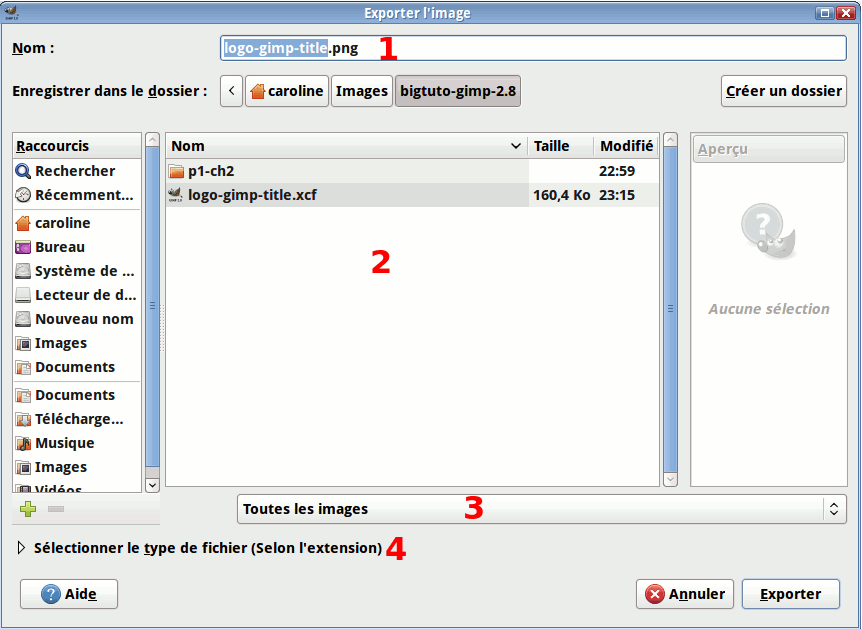 Exporter l'image
Nom :
logo-gimp-title.png
1
Enregistrer dans le dossier :
caroline
Images
bigtuto-gimp-2.8
Créer un dossier
Raccourcis
Rechercher
Récemment...
caroline
Bureau
Système de ...
Lecteur de d...
Nouveau nom
Images
Documents
Documents
Télécharge...
Musique
Images
Vidéos
Nom Taille Modifié
p1-ch2 22:59
logo-gimp-title.xcf 160,4 Ko 23:15
2
Aperçu
Aucune sélection
Toutes les images
3
Sélectionner le type de fichier (Selon l'extension)
4
Aide
Annuler
Exporter